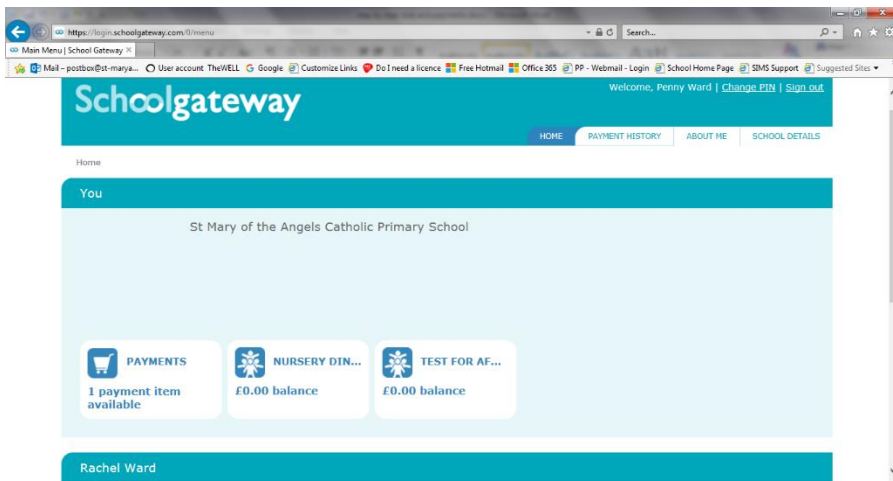 https://login.schoolgateway.com/0/menu
Search...
Main Menu | School Gateway
Mail – postbox@st-marya... User account TheWELL Google Customize Links Do I need a licence Free Hotmail Office 365 PP - Webmail - Login School Home Page SIMS Support Suggested Sites
Schoolgateway
Welcome, Penny Ward | Change PIN | Sign out
HOME PAYMENT HISTORY ABOUT ME SCHOOL DETAILS
Home
You
St Mary of the Angels Catholic Primary School
PAYMENTS NURSERY DIN... TEST FOR AF...
1 payment item £0.00 balance £0.00 balance
available
Rachel Ward